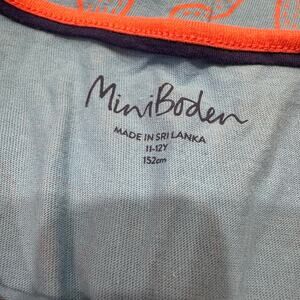 MiniBoden
MADE IN SRI LANKA
11-12Y
152cm